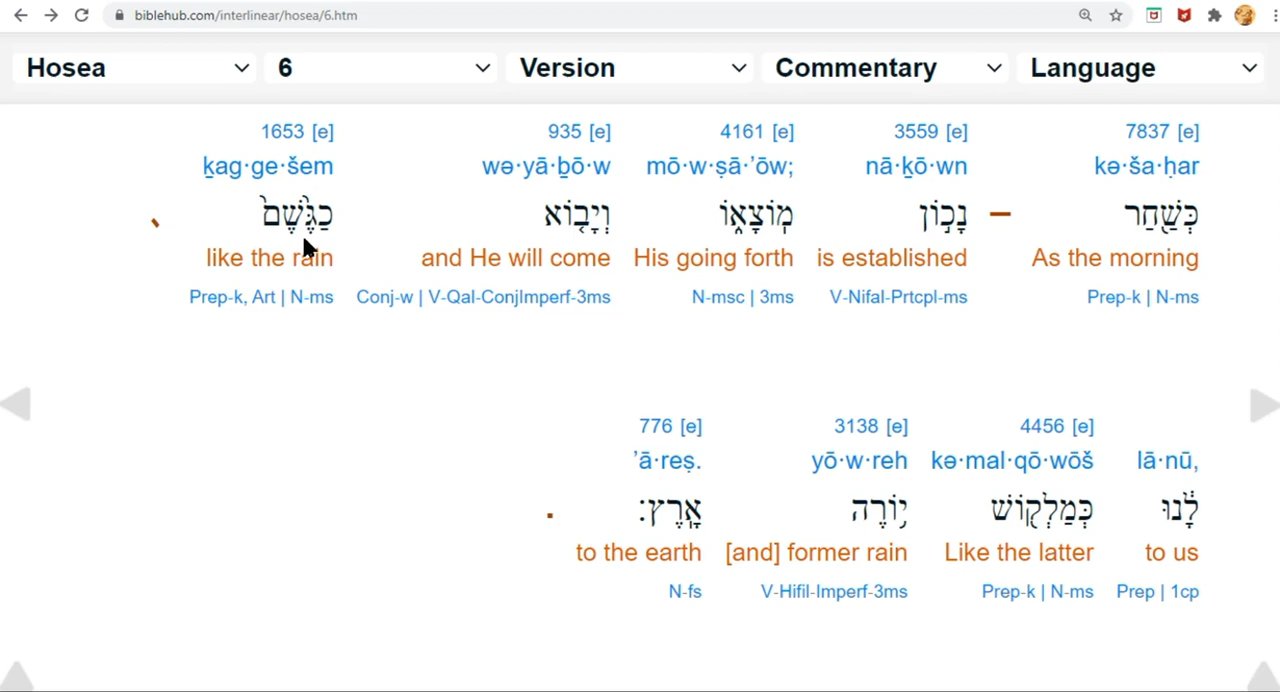 biblehub.com/interlinear/hosea/6.htm
Hosea 6 Version Commentary Language
1653 [e] 935 [e] 4161 [e] 3559 [e] 7837 [e]
ḵag·ge·šem wə·yā·ḇō·w mō·w·ṣā·’ōw; nā·ḵō·wn kə·ša·ḥar
כְּשַׁ֖חַר – נָכ֣וֹן מֽוֹצָא֑וֹ וְיָב֤וֹא כַגֶּ֙שֶׁם֙ 、
like the rain and He will come His going forth is established As the morning
Prep-k, Art | N-ms Conj-w | V-Qal-ConjImperf-3ms N-msc | 3ms V-Nifal-Prtcpl-ms Prep-k | N-ms
776 [e] 3138 [e] 4456 [e]
’ā·reṣ. yō·w·reh kə·mal·qō·wōš lā·nū,
לָ֔נוּ כְּמַלְק֖וֹשׁ י֥וֹרֶה אָֽרֶץ׃ .
to the earth [and] former rain Like the latter to us
N-fs V-Hifil-Imperf-3ms Prep-k | N-ms Prep | 1cp